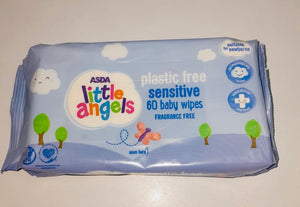 suitable
for newborns
ASDA
little
angels
plastic free
sensitive
60 baby wipes
FRAGRANCE FREE
open here